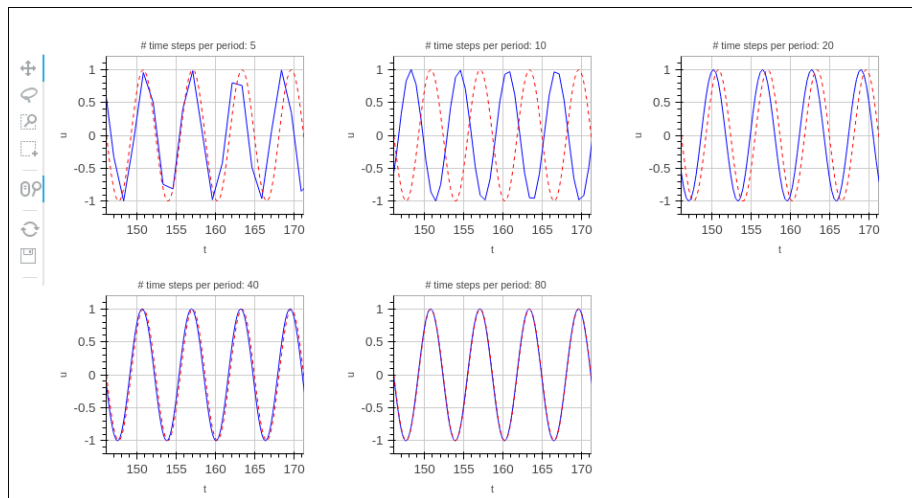 # time steps per period: 5
1
0.5
0
-0.5
-1
u
150 155 160 165 170
t
# time steps per period: 10
1
0.5
0
-0.5
-1
u
150 155 160 165 170
t
# time steps per period: 20
1
0.5
0
-0.5
-1
u
150 155 160 165 170
t
# time steps per period: 40
1
0.5
0
-0.5
-1
u
150 155 160 165 170
t
# time steps per period: 80
1
0.5
0
-0.5
-1
u
150 155 160 165 170
t